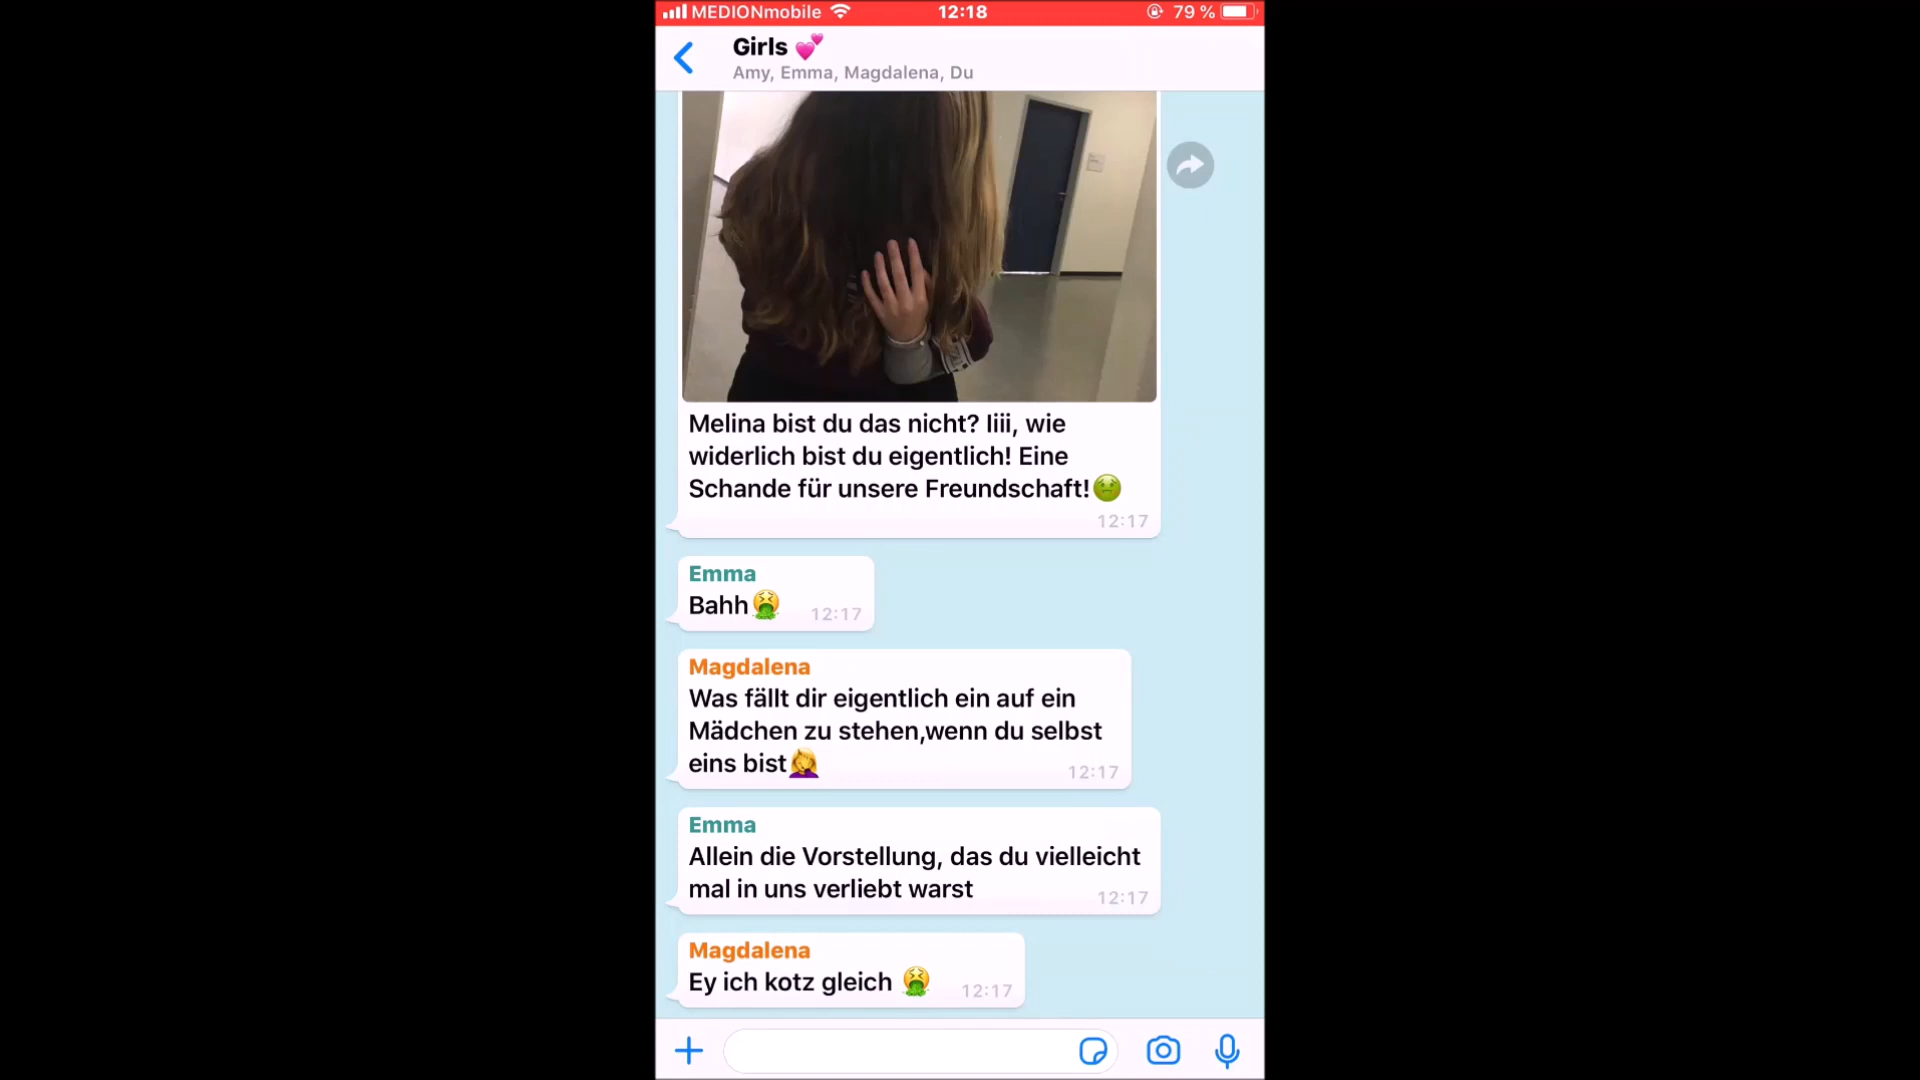 MEDIONmobile 12:18 79 %
Girls 💕
Amy, Emma, Magdalena, Du
Melina bist du das nicht? Iiii, wie
widerlich bist du eigentlich! Eine
Schande für unsere Freundschaft!🤢
12:17
Emma
Bahh🤮 12:17
Magdalena
Was fällt dir eigentlich ein auf ein
Mädchen zu stehen,wenn du selbst
eins bist🤦‍♀️ 12:17
Emma
Allein die Vorstellung, das du vielleicht
mal in uns verliebt warst 12:17
Magdalena
Ey ich kotz gleich 🤮 12:17